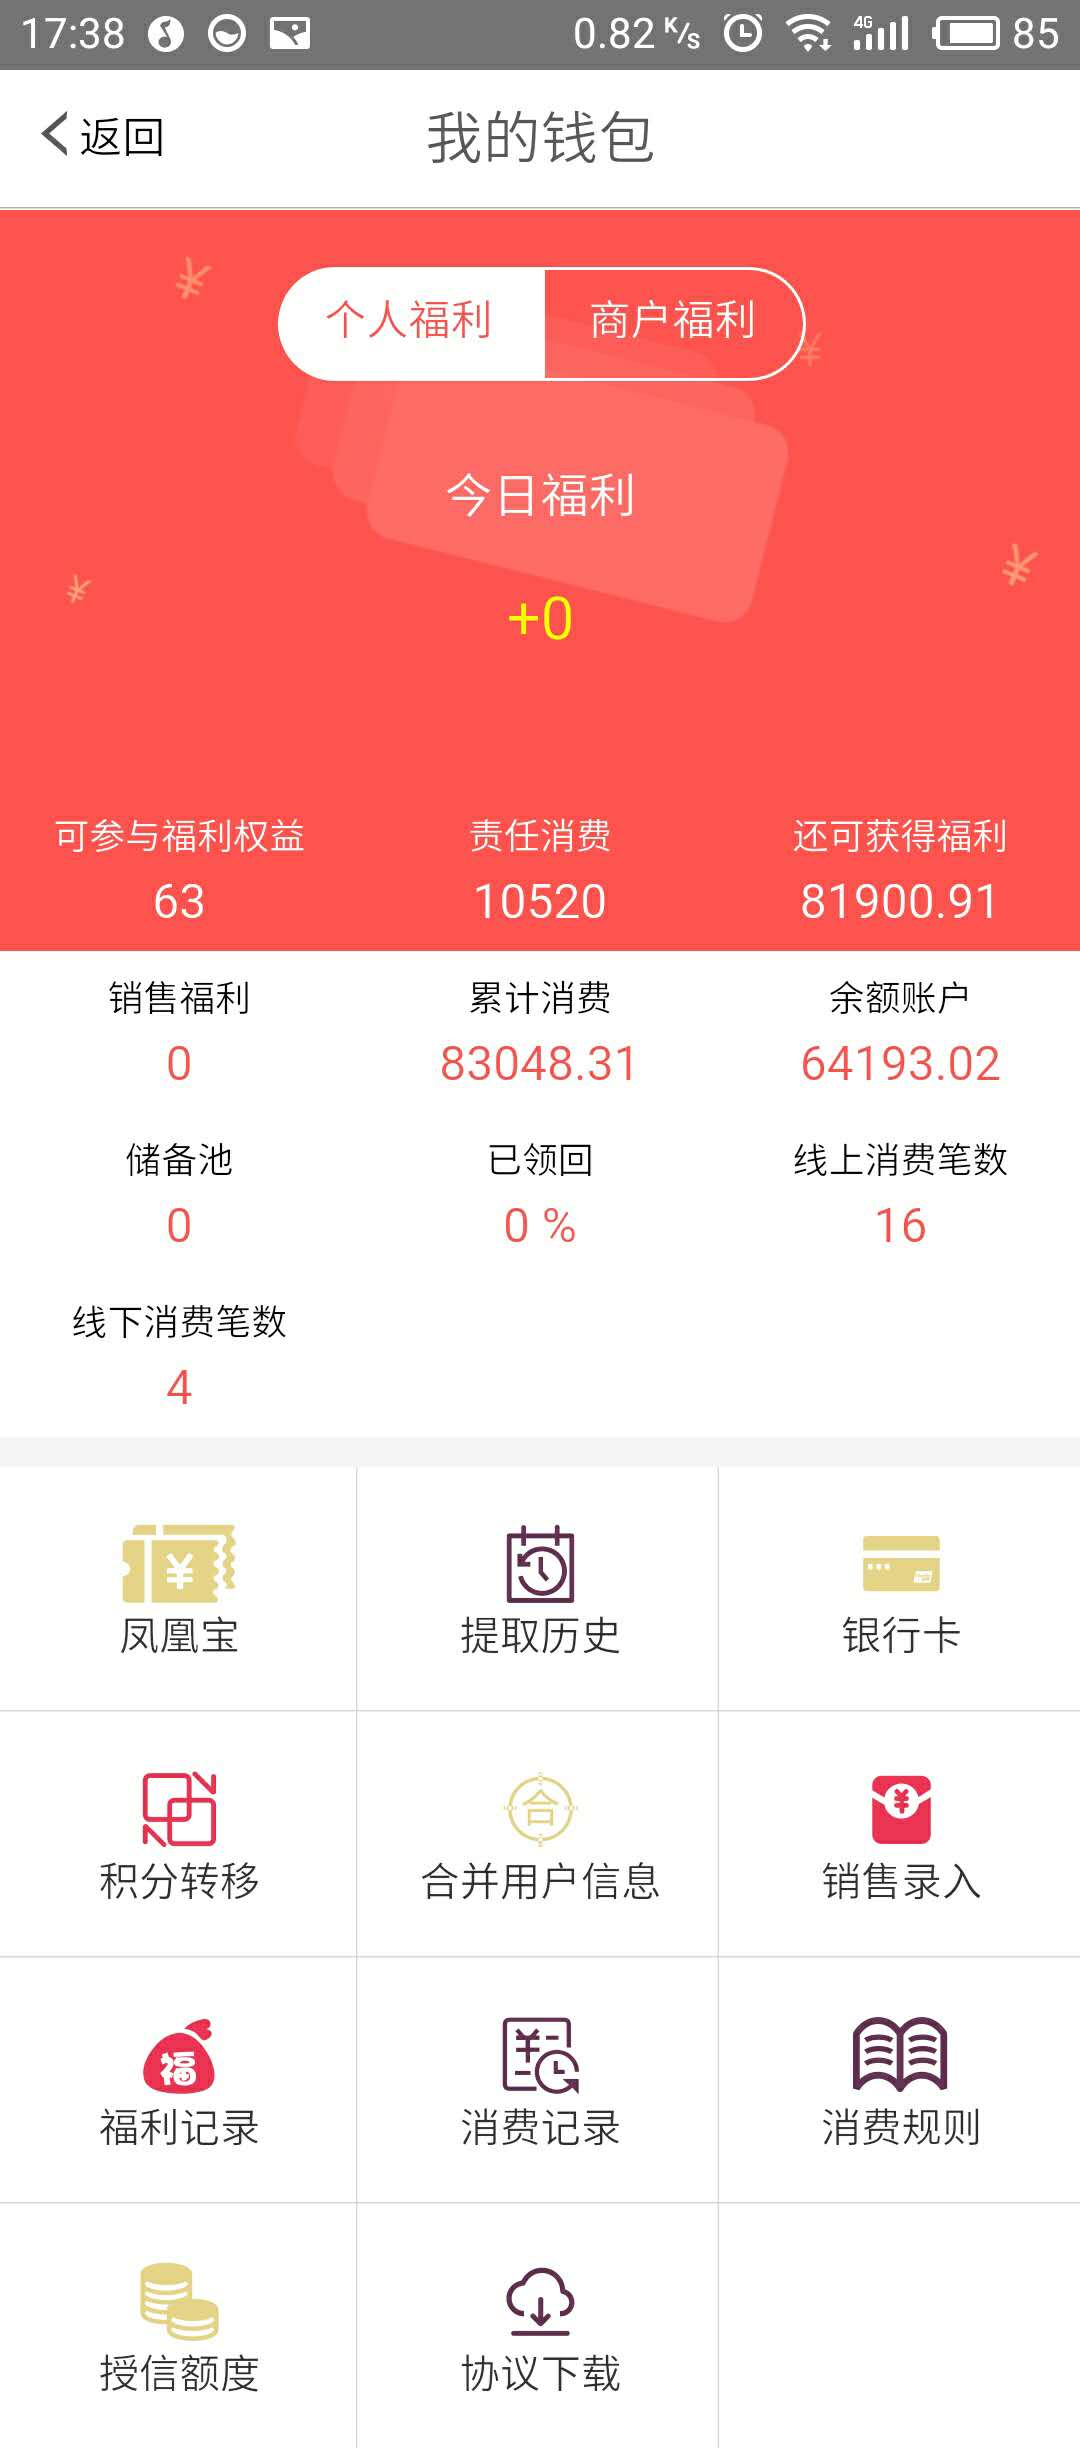 17:38 0.82 K/s 4G 85
返回 我的钱包
个人福利 商户福利
今日福利
+0
可参与福利权益 责任消费 还可获得福利
63 10520 81900.91
销售福利 累计消费 余额账户
0 83048.31 64193.02
储备池 已领回 线上消费笔数
0 0 % 16
线下消费笔数
4
凤凰宝 提取历史 银行卡
合
积分转移 合并用户信息 销售录入
福
福利记录 消费记录 消费规则
授信额度 协议下载